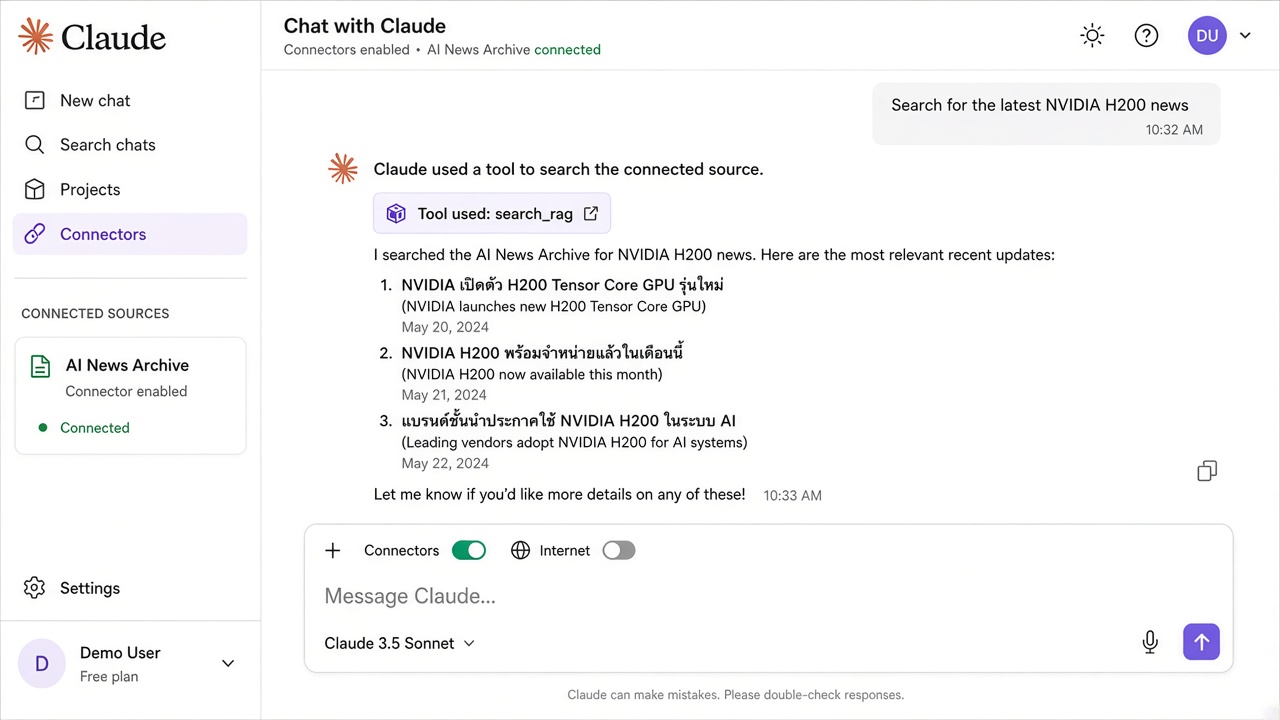 Claude
New chat
Search chats
Projects
Connectors
CONNECTED SOURCES
AI News Archive
Connector enabled
Connected
Settings
D
Demo User
Free plan
Chat with Claude
Connectors enabled • AI News Archive connected
DU
Search for the latest NVIDIA H200 news
10:32 AM
Claude used a tool to search the connected source.
Tool used: search_rag
I searched the AI News Archive for NVIDIA H200 news. Here are the most relevant recent updates:
1. NVIDIA เปิดตัว H200 Tensor Core GPU รุ่นใหม่
(NVIDIA launches new H200 Tensor Core GPU)
May 20, 2024
2. NVIDIA H200 พร้อมจำหน่ายแล้วในเดือนนี้
(NVIDIA H200 now available this month)
May 21, 2024
3. แบรนด์ชั้นนำประกาศใช้ NVIDIA H200 ในระบบ AI
(Leading vendors adopt NVIDIA H200 for AI systems)
May 22, 2024
Let me know if you'd like more details on any of these! 10:33 AM
Connectors Internet
Message Claude...
Claude 3.5 Sonnet
Claude can make mistakes. Please double-check responses.